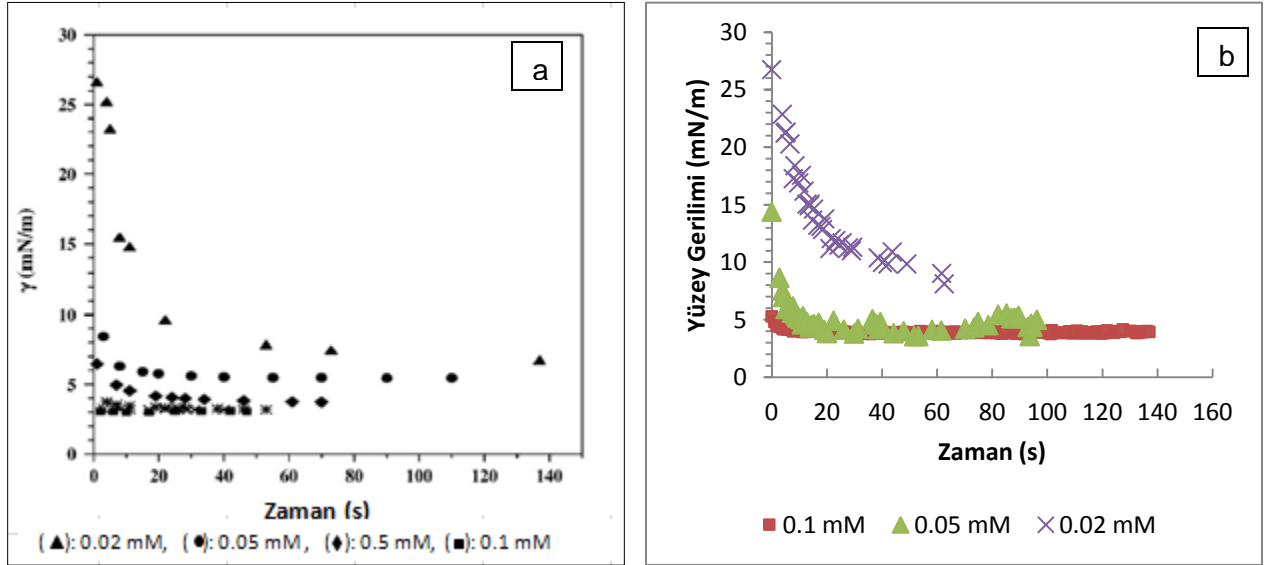 a
γ (mN/m)
30
25
20
15
10
5
0
0 20 40 60 80 100 120 140
Zaman (s)
(▲): 0.02 mM, (●): 0.05 mM, (♦): 0.5 mM, (■): 0.1 mM
b
Yüzey Gerilimi (mN/m)
30
25
20
15
10
5
0
0 20 40 60 80 100 120 140 160
Zaman (s)
0.1 mM 0.05 mM 0.02 mM